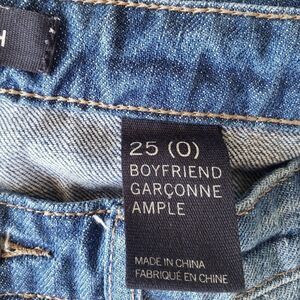 H
25 (0)
BOYFRIEND
GARÇONNE
AMPLE
MADE IN CHINA
FABRIQUÉ EN CHINE